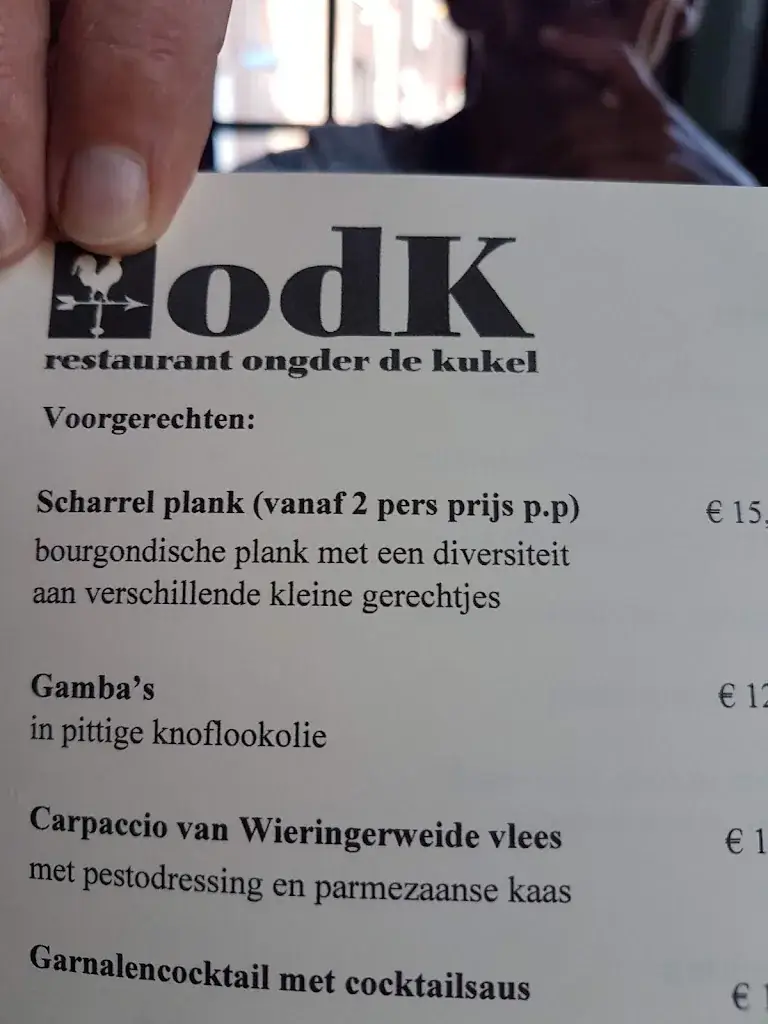 odK
restaurant ongder de kukel
Voorgerechten:
Scharrel plank (vanaf 2 pers prijs p.p) € 15,
bourgondische plank met een diversiteit
aan verschillende kleine gerechtjes
Gamba's € 12
in pittige knoflookolie
Carpaccio van Wieringerweide vlees € 1
met pestodressing en parmezaanse kaas
Garnalencocktail met cocktailsaus € 1